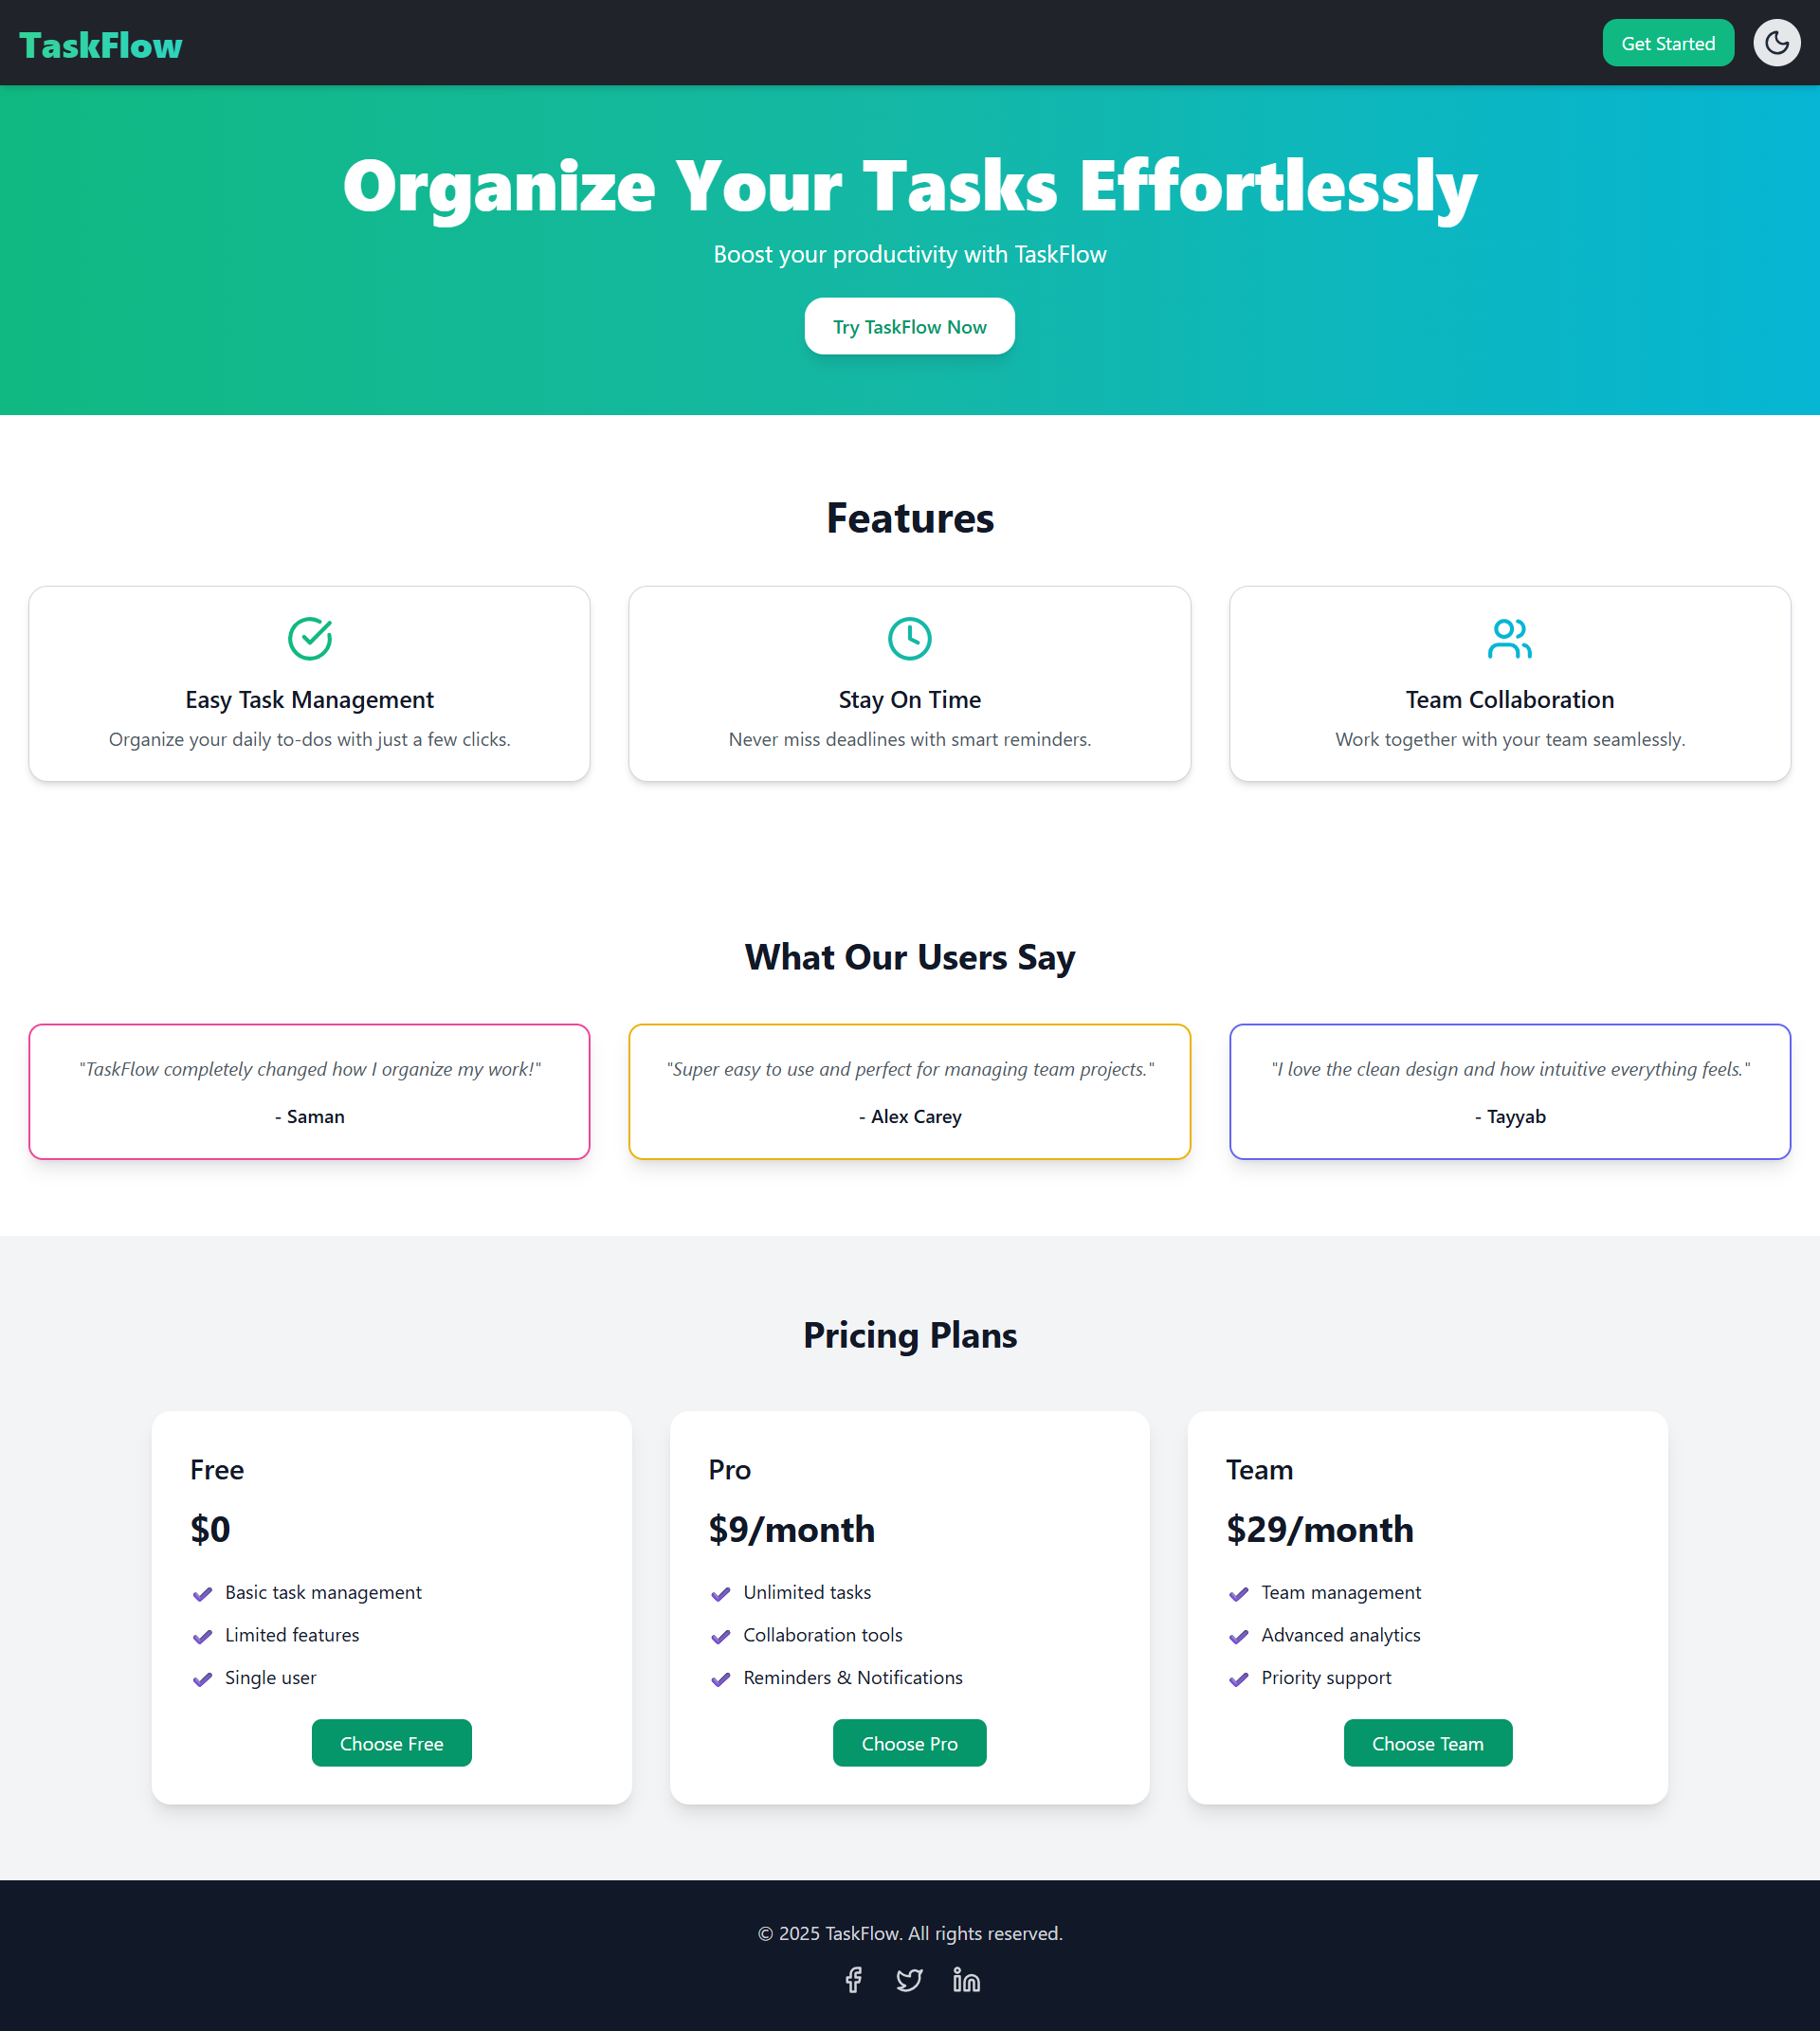 TaskFlow
Get Started
Organize Your Tasks Effortlessly
Boost your productivity with TaskFlow
Try TaskFlow Now
Features
Easy Task Management
Organize your daily to-dos with just a few clicks.
Stay On Time
Never miss deadlines with smart reminders.
Team Collaboration
Work together with your team seamlessly.
What Our Users Say
"TaskFlow completely changed how I organize my work!"
- Saman
"Super easy to use and perfect for managing team projects."
- Alex Carey
"I love the clean design and how intuitive everything feels."
- Tayyab
Pricing Plans
Free
$0
Basic task management
Limited features
Single user
Choose Free
Pro
$9/month
Unlimited tasks
Collaboration tools
Reminders & Notifications
Choose Pro
Team
$29/month
Team management
Advanced analytics
Priority support
Choose Team
© 2025 TaskFlow. All rights reserved.